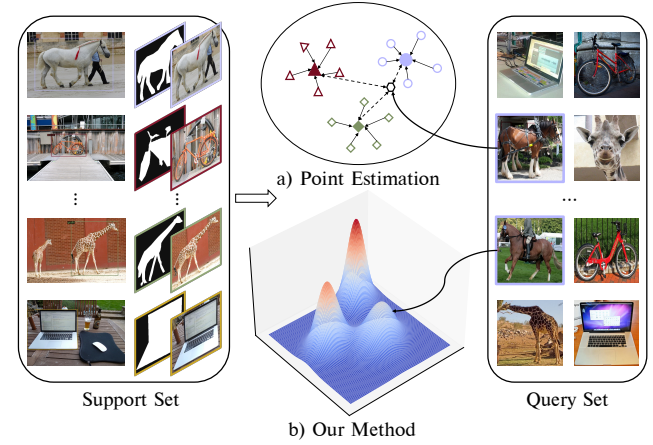 a) Point Estimation
...
...
...
Support Set
Query Set
b) Our Method